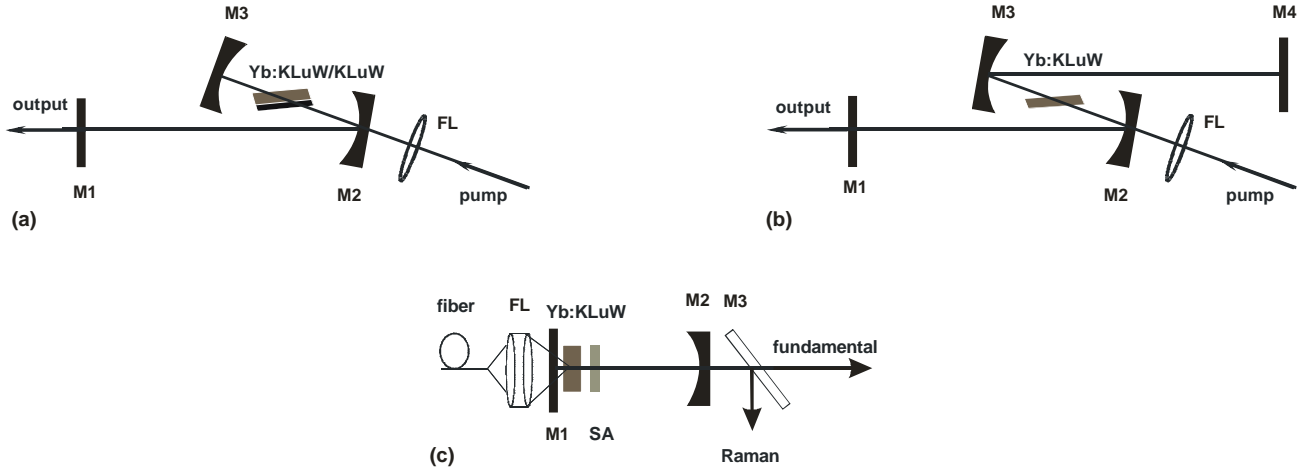 M3
Yb:KLuW/KLuW
output
FL
M1
M2
pump
(a)
M3
M4
Yb:KLuW
output
FL
M1
M2
pump
(b)
fiber
FL
Yb:KLuW
M2
M3
fundamental
M1
SA
Raman
(c)